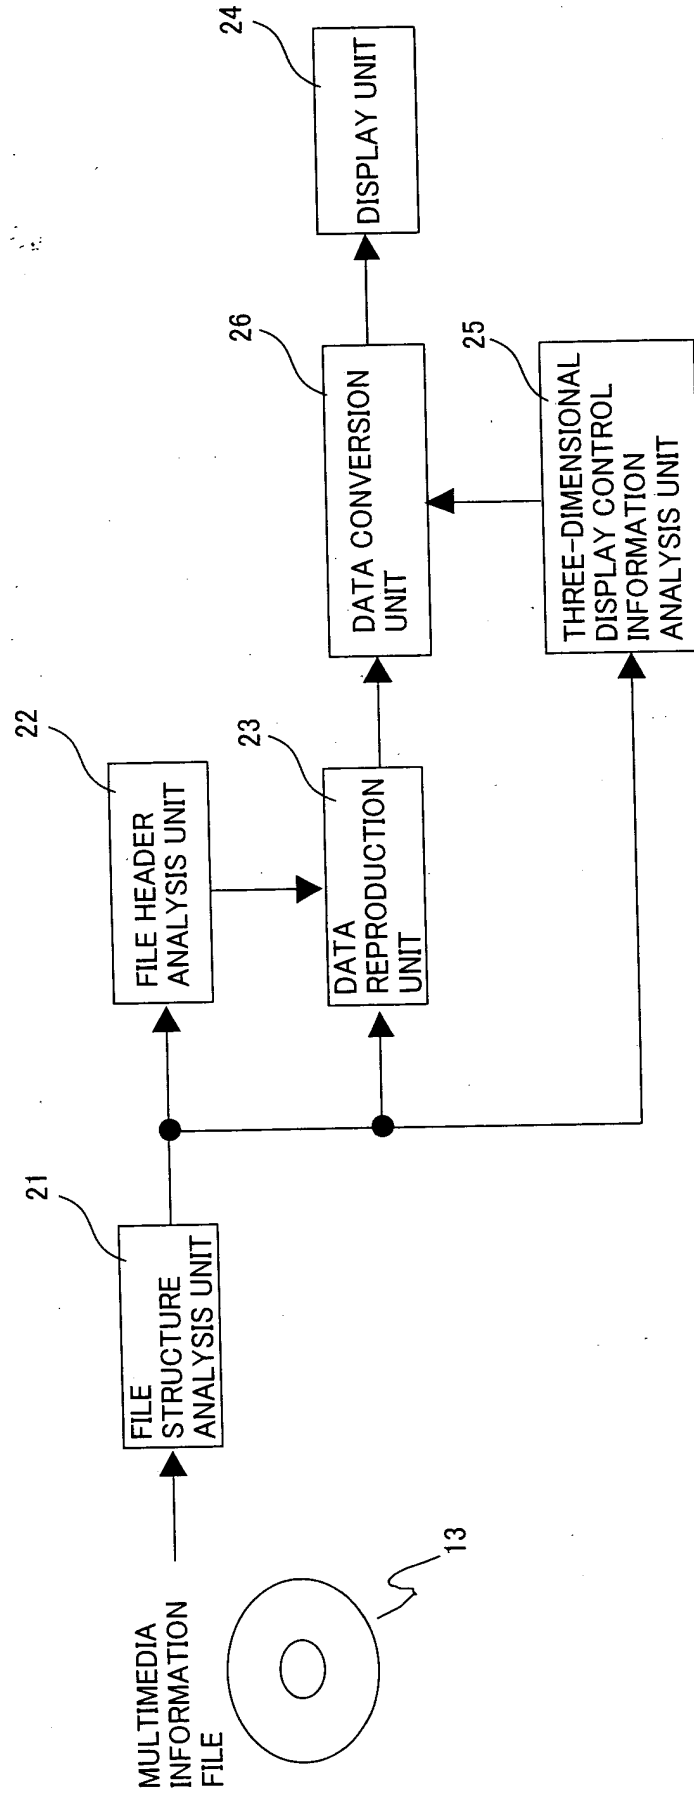 MULTIMEDIA
INFORMATION
FILE
13
21
FILE
STRUCTURE
ANALYSIS UNIT
22
FILE HEADER
ANALYSIS UNIT
23
DATA
REPRODUCTION
UNIT
26
DATA CONVERSION
UNIT
25
THREE-DIMENSIONAL
DISPLAY CONTROL
INFORMATION
ANALYSIS UNIT
24
DISPLAY UNIT